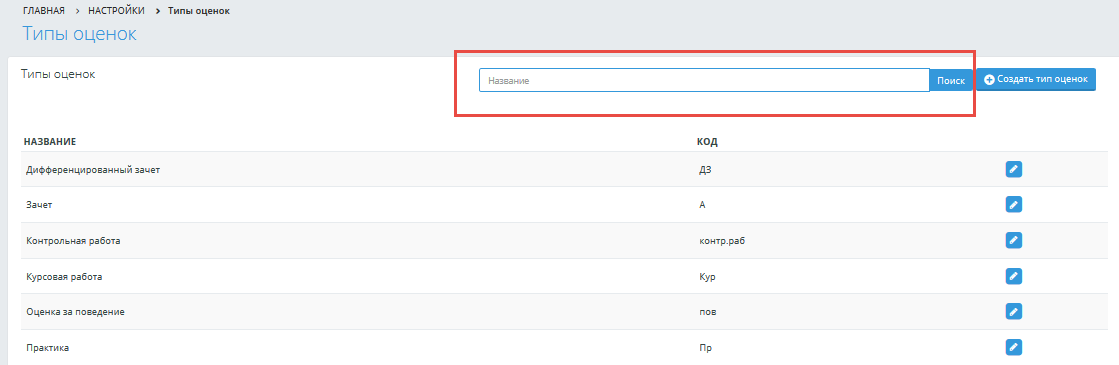 ГЛАВНАЯ > НАСТРОЙКИ > Типы оценок
Типы оценок
Типы оценок
Название Поиск Создать тип оценок
НАЗВАНИЕ КОД
Дифференцированный зачет ДЗ
Зачет А
Контрольная работа контр.раб
Курсовая работа Кур
Оценка за поведение пов
Практика Пр